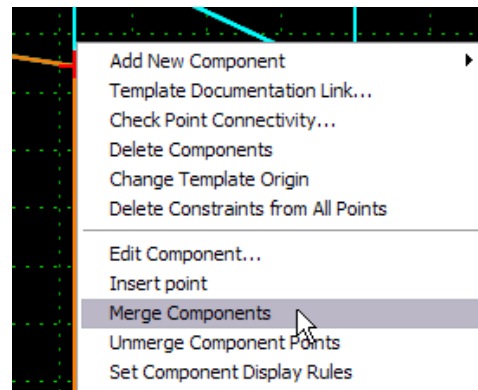 Add New Component
Template Documentation Link...
Check Point Connectivity...
Delete Components
Change Template Origin
Delete Constraints from All Points
Edit Component...
Insert point
Merge Components
Unmerge Component Points
Set Component Display Rules